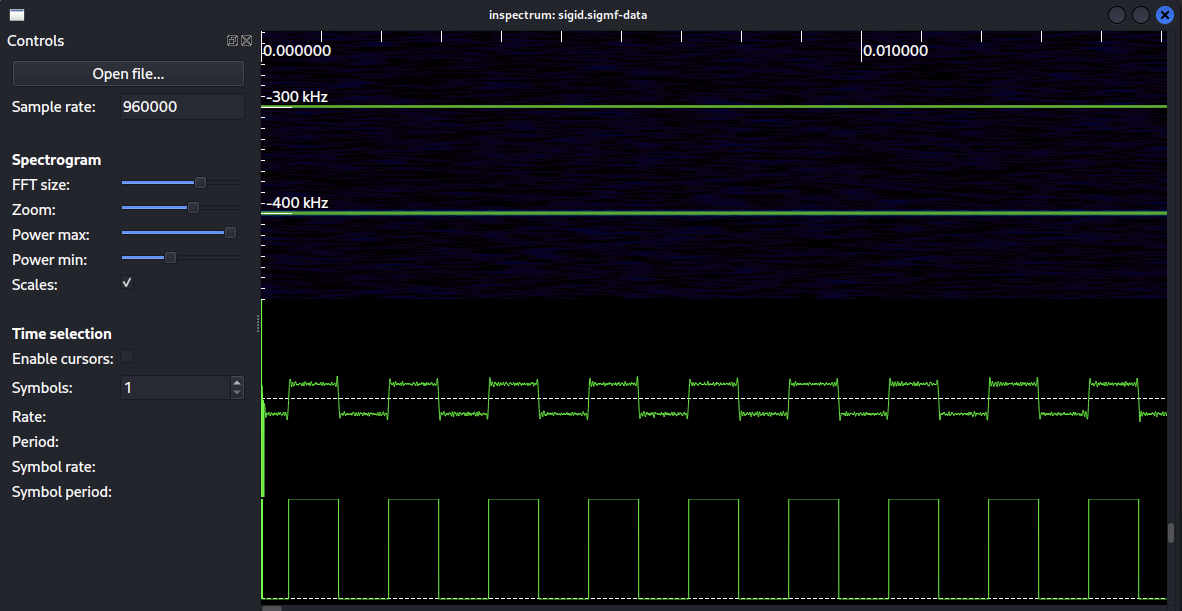 inspectrum: sigid.sigmf-data
Controls
Open file...
Sample rate: 960000
Spectrogram
FFT size:
Zoom:
Power max:
Power min:
Scales:
Time selection
Enable cursors:
Symbols: 1
Rate:
Period:
Symbol rate:
Symbol period:
0.000000 0.010000
-300 kHz
-400 kHz